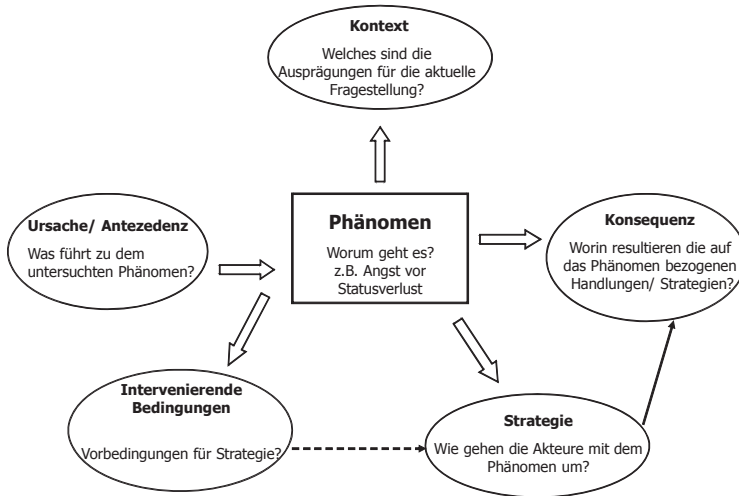 Kontext
Welches sind die
Ausprägungen für die aktuelle
Fragestellung?
Ursache/ Antezedenz
Was führt zu dem
untersuchten Phänomen?
Phänomen
Worum geht es?
z.B. Angst vor
Statusverlust
Konsequenz
Worin resultieren die auf
das Phänomen bezogenen
Handlungen/ Strategien?
Intervenierende
Bedingungen
Vorbedingungen für Strategie?
Strategie
Wie gehen die Akteure mit dem
Phänomen um?